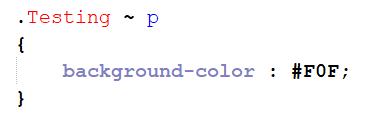 .Testing ~ p
{
    background-color : #F0F;
}